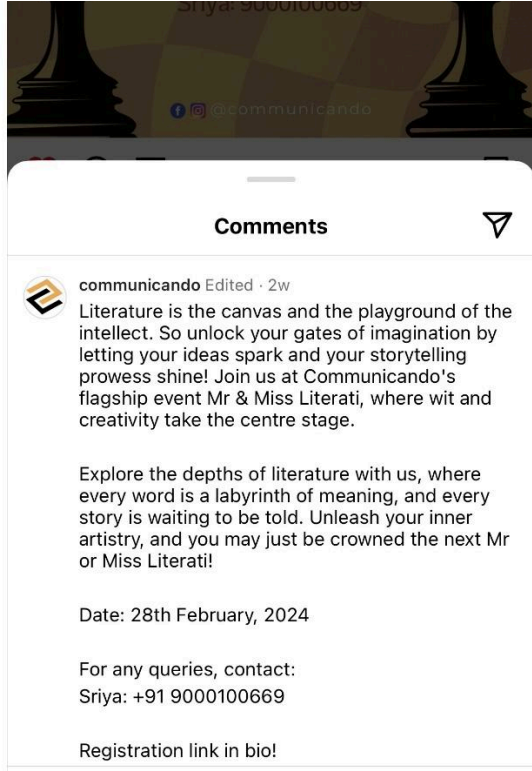 Sriya: 9000100669
@communicando
Comments
communicando Edited · 2w
Literature is the canvas and the playground of the
intellect. So unlock your gates of imagination by
letting your ideas spark and your storytelling
prowess shine! Join us at Communicando's
flagship event Mr & Miss Literati, where wit and
creativity take the centre stage.
Explore the depths of literature with us, where
every word is a labyrinth of meaning, and every
story is waiting to be told. Unleash your inner
artistry, and you may just be crowned the next Mr
or Miss Literati!
Date: 28th February, 2024
For any queries, contact:
Sriya: +91 9000100669
Registration link in bio!